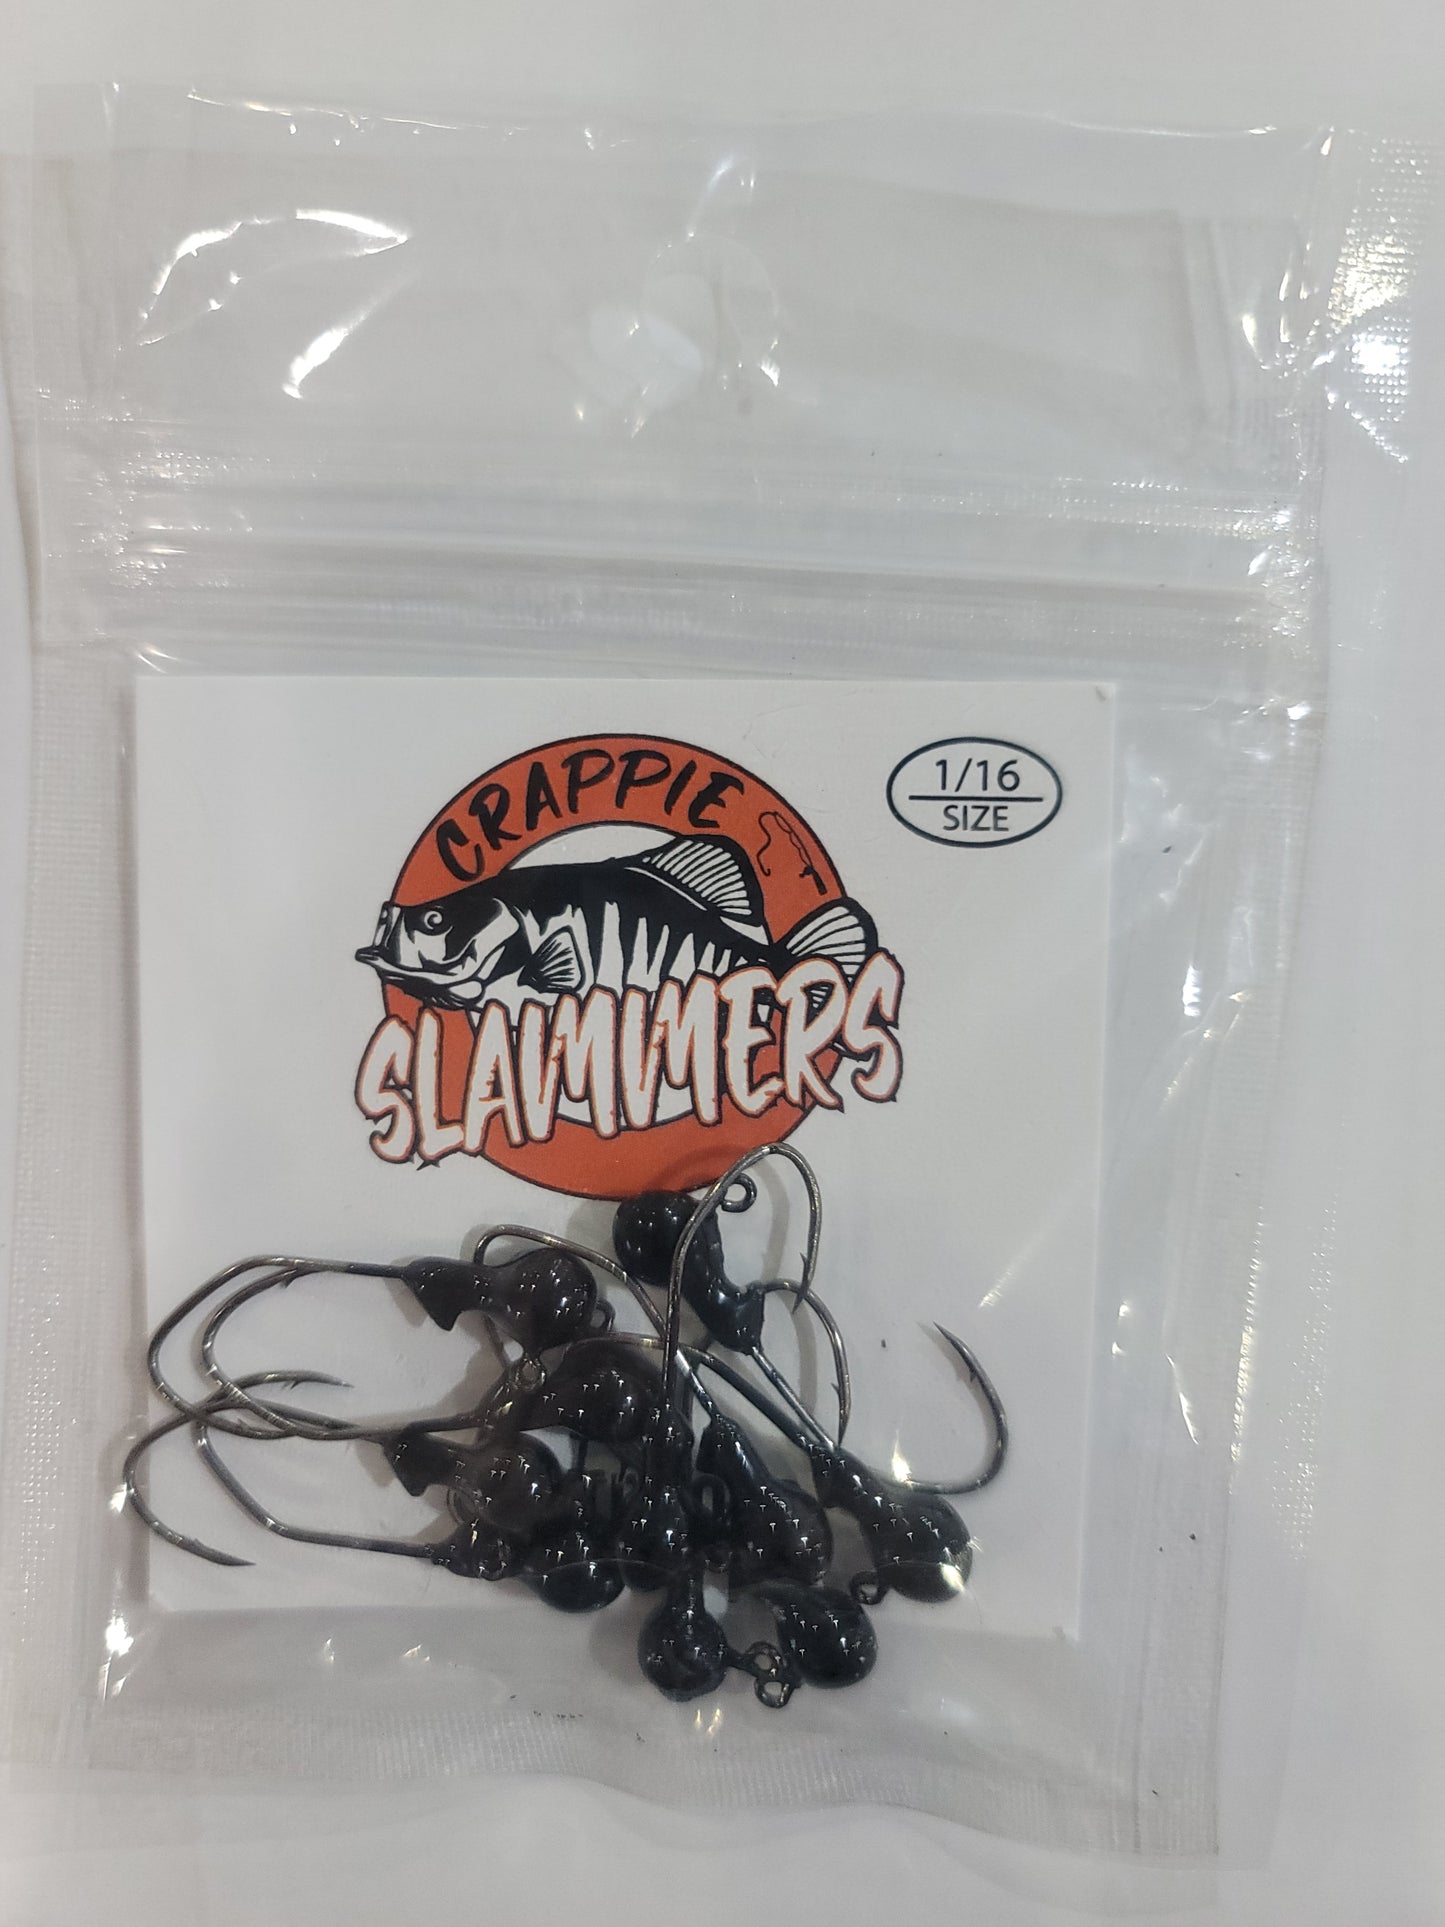 CRAPPIE
SLAMMERS
1/16
SIZE